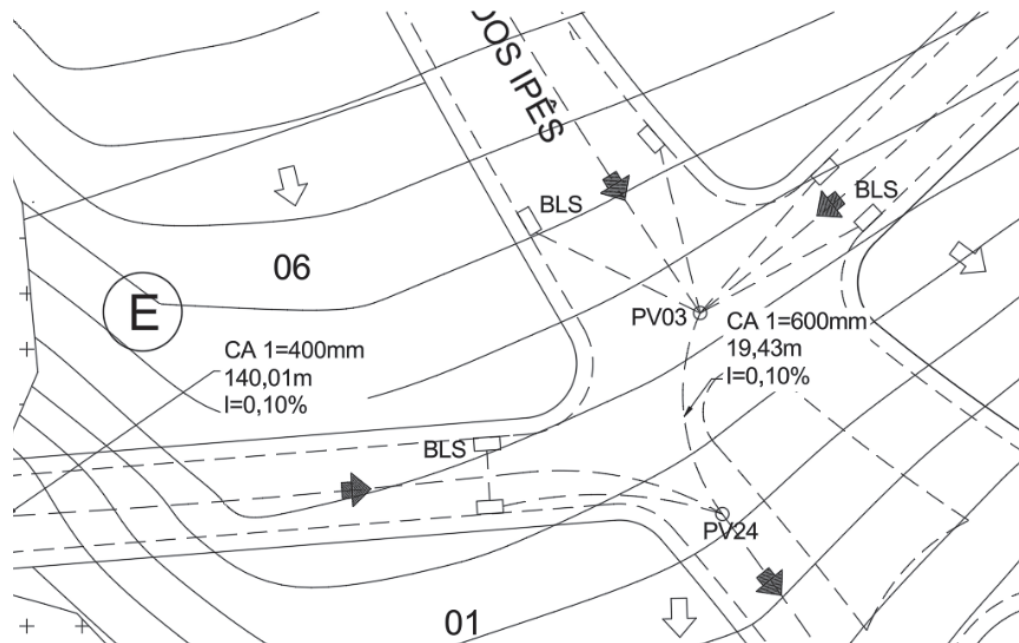 DOS IPÊS
BLS
BLS
06
E
PV03
CA 1=600mm
19,43m
I=0,10%
CA 1=400mm
140,01m
I=0,10%
BLS
PV24
01